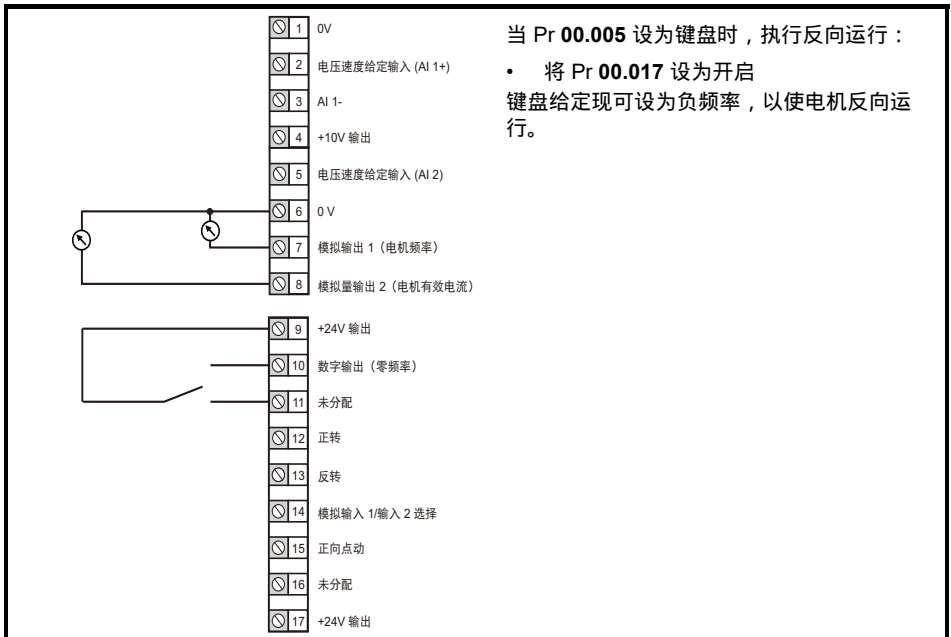 1 0V
2 电压速度给定输入 (AI 1+)
3 AI 1-
4 +10V 输出
5 电压速度给定输入 (AI 2)
6 0 V
7 模拟输出 1（电机频率）
8 模拟量输出 2（电机有效电流）
9 +24V 输出
10 数字输出（零频率）
11 未分配
12 正转
13 反转
14 模拟输入 1/输入 2 选择
15 正向点动
16 未分配
17 +24V 输出
当 Pr 00.005 设为键盘时，执行反向运行：
• 将 Pr 00.017 设为开启
键盘给定现可设为负频率，以使电机反向运
行。